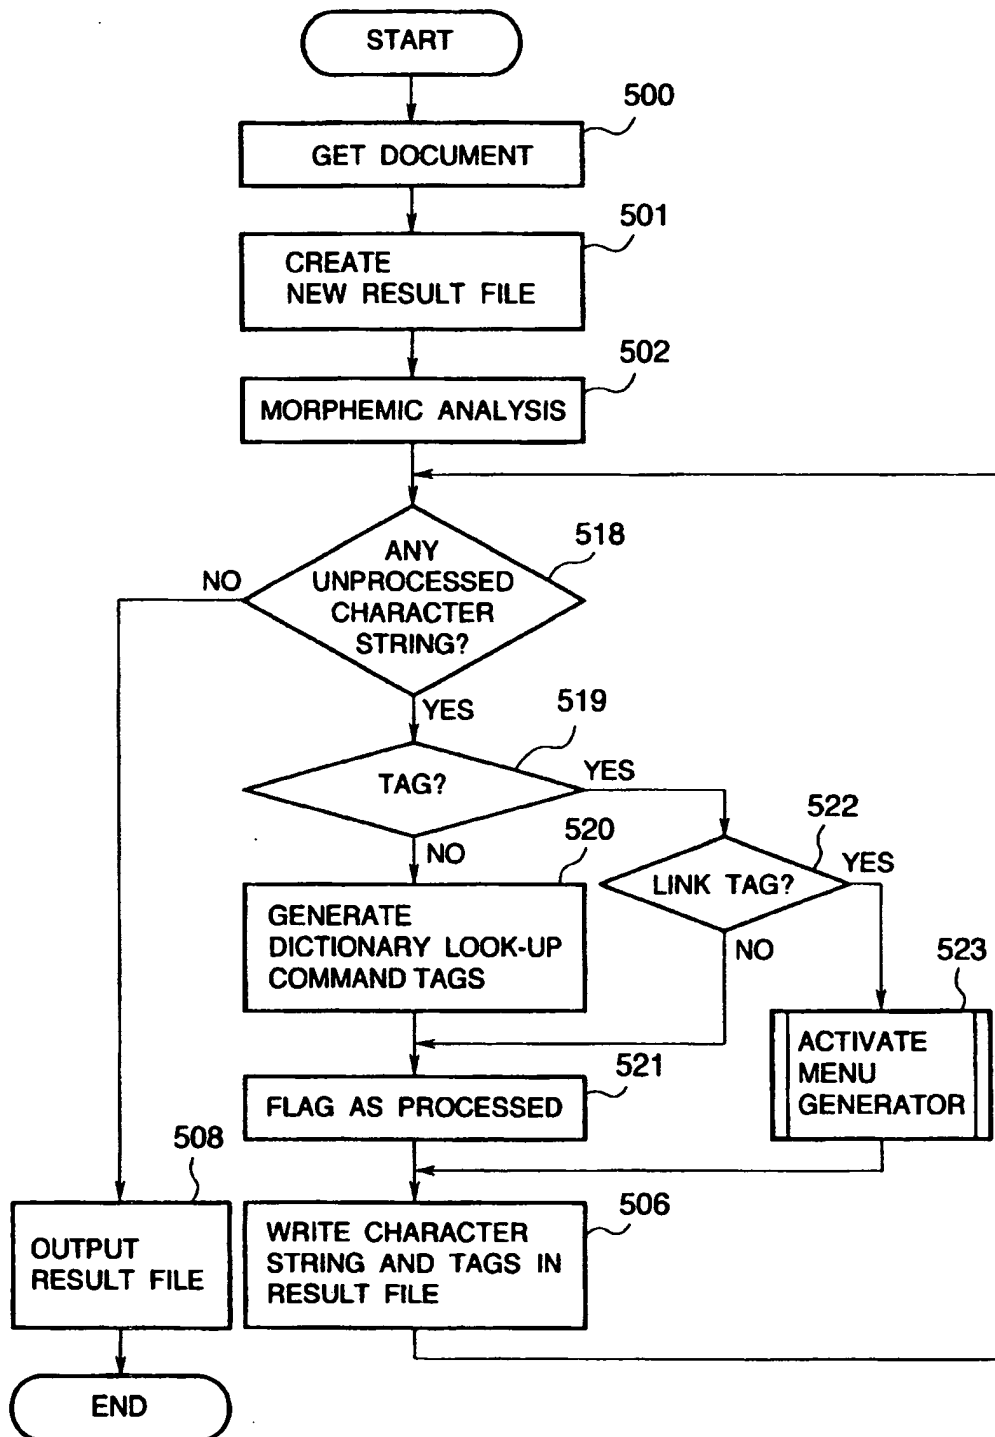 START
500
GET DOCUMENT
501
CREATE
NEW RESULT FILE
502
MORPHEMIC ANALYSIS
518
ANY
UNPROCESSED
CHARACTER
STRING?
NO
YES
519
TAG?
YES
NO
522
LINK TAG?
YES
NO
520
GENERATE
DICTIONARY LOOK-UP
COMMAND TAGS
523
ACTIVATE
MENU
GENERATOR
521
FLAG AS PROCESSED
508
OUTPUT
RESULT FILE
506
WRITE CHARACTER
STRING AND TAGS IN
RESULT FILE
END